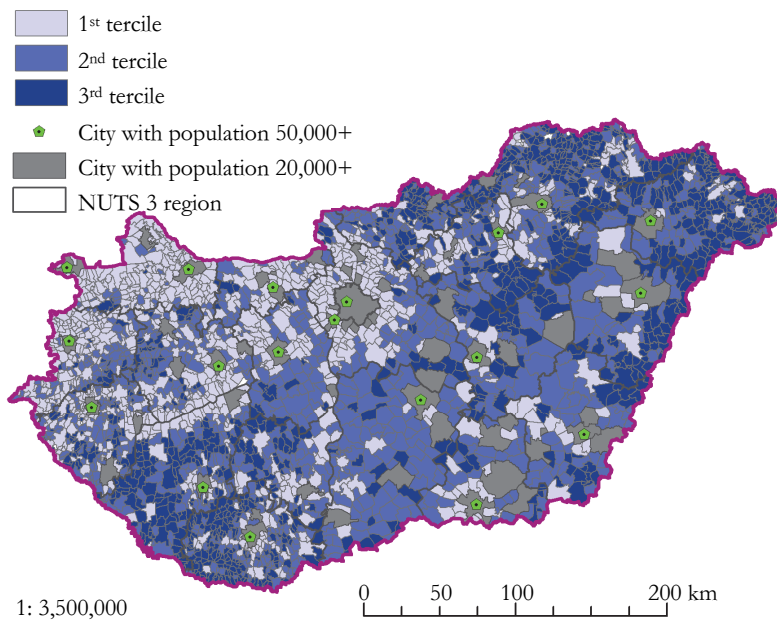 1st tercile
2nd tercile
3rd tercile
City with population 50,000+
City with population 20,000+
NUTS 3 region
1: 3,500,000
0 50 100 200 km